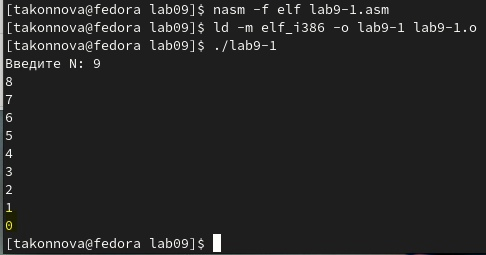 [takonnova@fedora lab09]$ nasm -f elf lab9-1.asm
[takonnova@fedora lab09]$ ld -m elf_i386 -o lab9-1 lab9-1.o
[takonnova@fedora lab09]$ ./lab9-1
Введите N: 9
8
7
6
5
4
3
2
1
0
[takonnova@fedora lab09]$